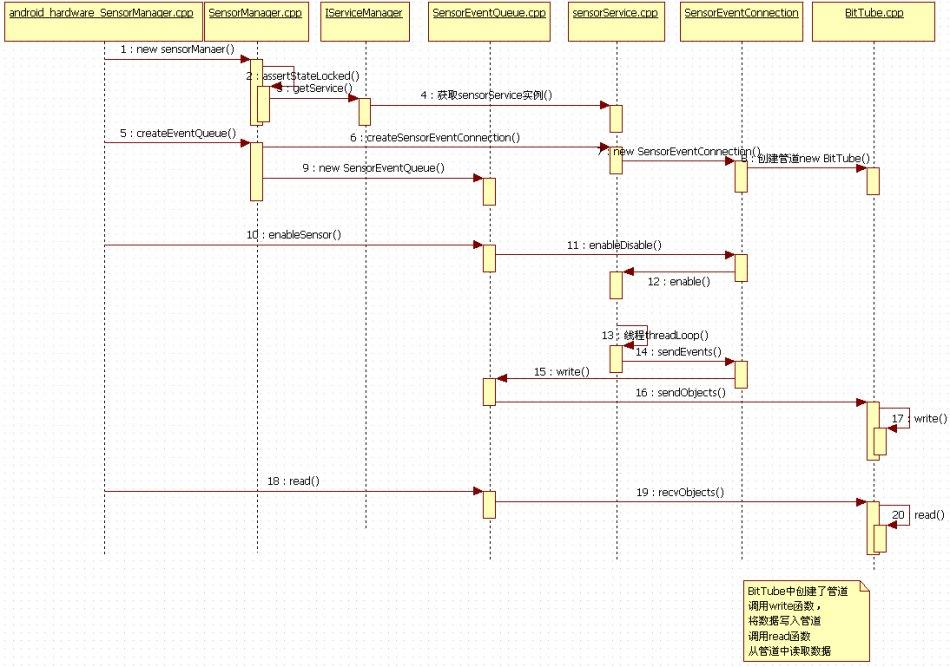 android_hardware_SensorManager.cpp
SensorManager.cpp
IServiceManager
SensorEventQueue.cpp
sensorService.cpp
SensorEventConnection
BitTube.cpp
1 : new sensorManaer()
2 : assertStateLocked()
3 : getService()
4 : 获取sensorService实例()
5 : createEventQueue()
6 : createSensorEventConnection()
7 : new SensorEventConnection()
8 : 创建管道new BitTube()
9 : new SensorEventQueue()
10 : enableSensor()
11 : enableDisable()
12 : enable()
13 : 线程threadLoop()
14 : sendEvents()
15 : write()
16 : sendObjects()
17 : write()
18 : read()
19 : recvObjects()
20 : read()
BitTube中创建了管道
调用write函数，
将数据写入管道
调用read函数
从管道中读取数据